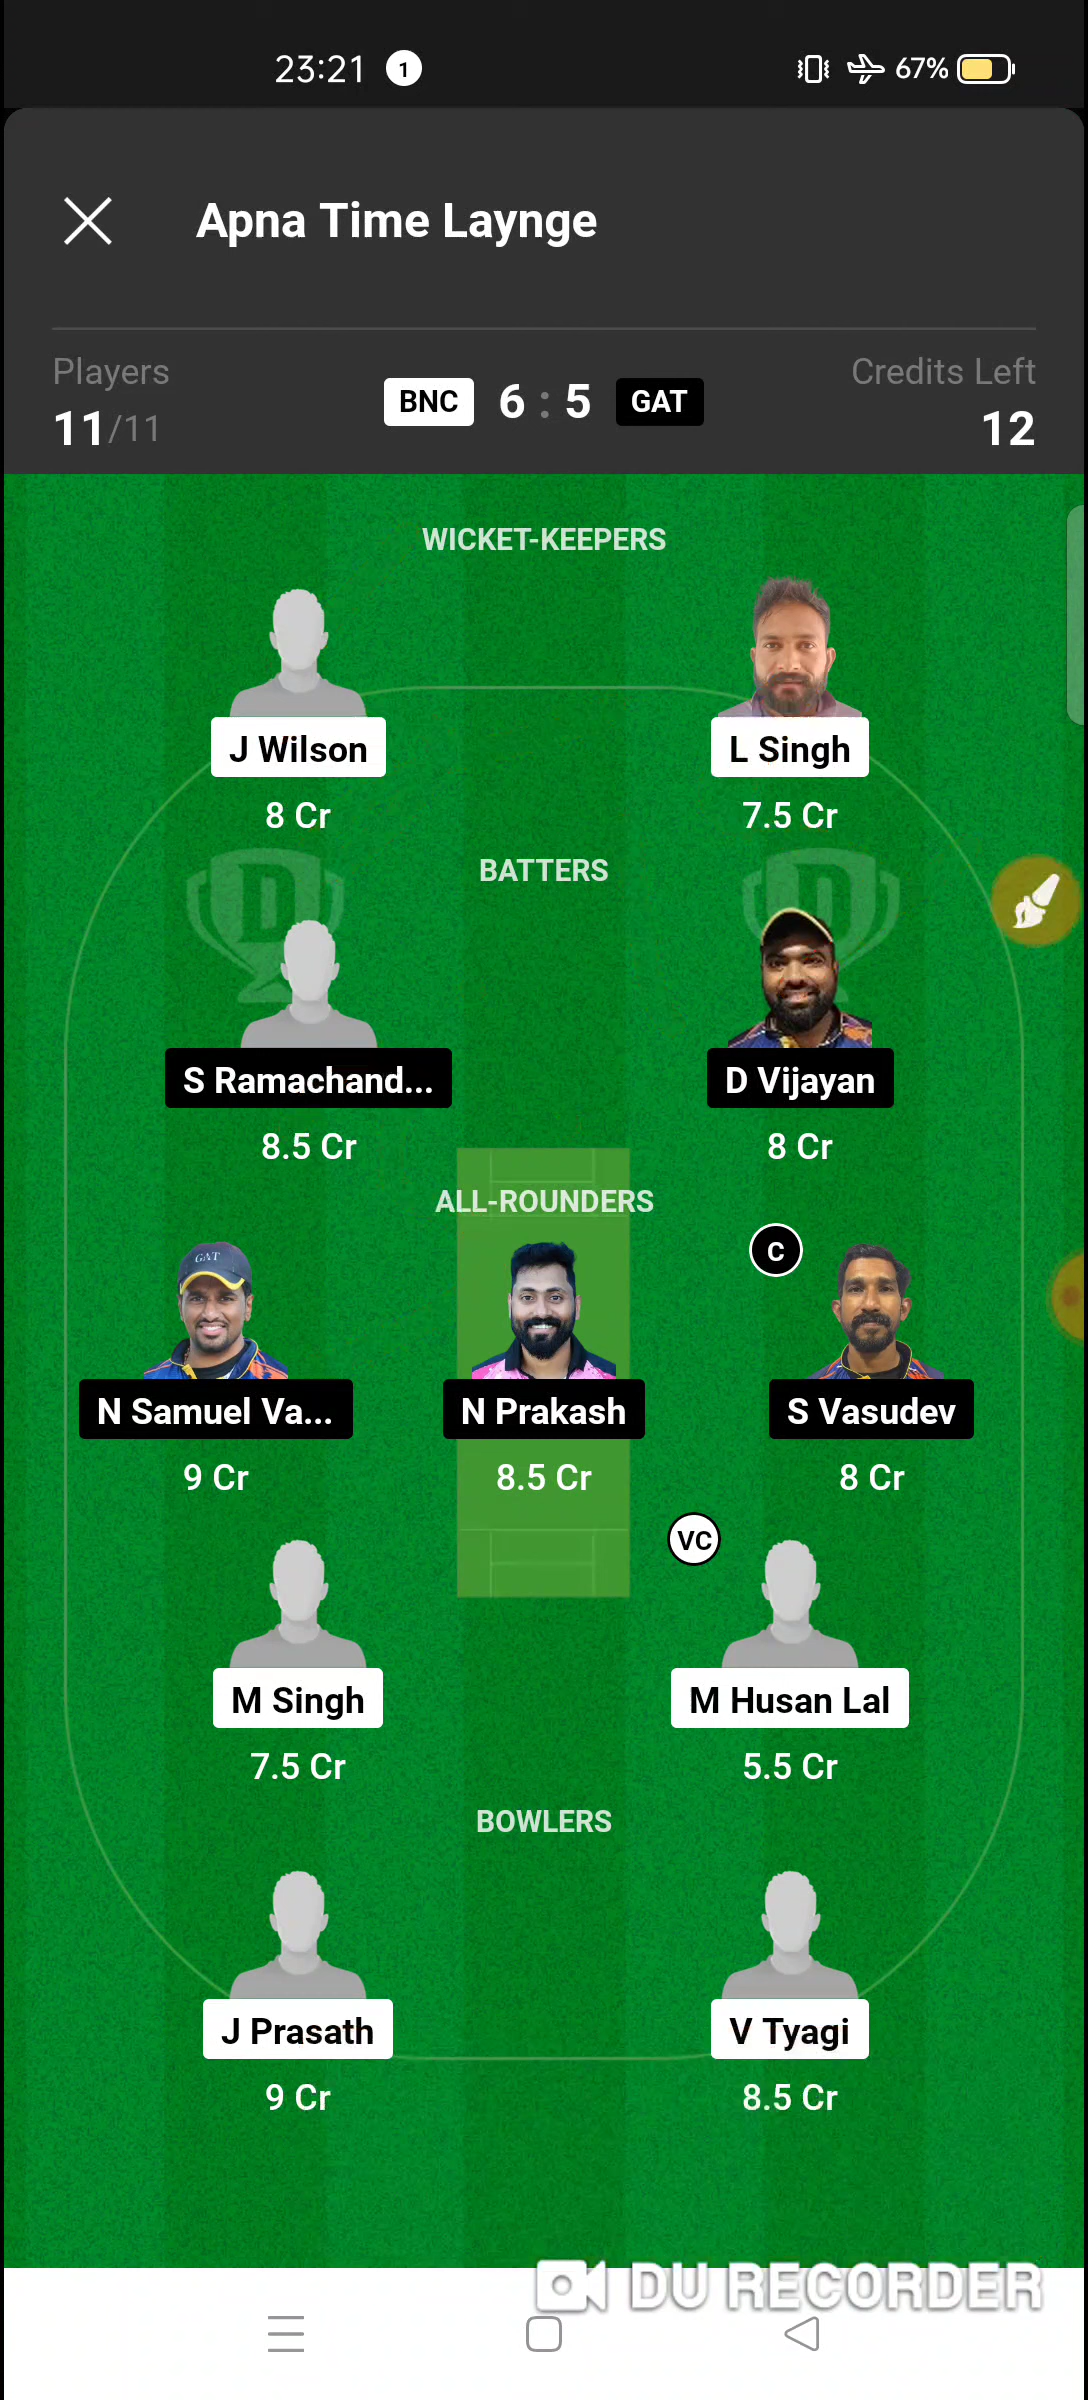 23:21 1 67%
Apna Time Laynge
Players Credits Left
11/11 BNC 6 : 5 GAT 12
WICKET-KEEPERS
J Wilson L Singh
8 Cr 7.5 Cr
BATTERS
S Ramachand... D Vijayan
8.5 Cr 8 Cr
ALL-ROUNDERS
C
GAT
N Samuel Va... N Prakash S Vasudev
9 Cr 8.5 Cr 8 Cr
VC
M Singh M Husan Lal
7.5 Cr 5.5 Cr
BOWLERS
J Prasath V Tyagi
9 Cr 8.5 Cr
DU RECORDER